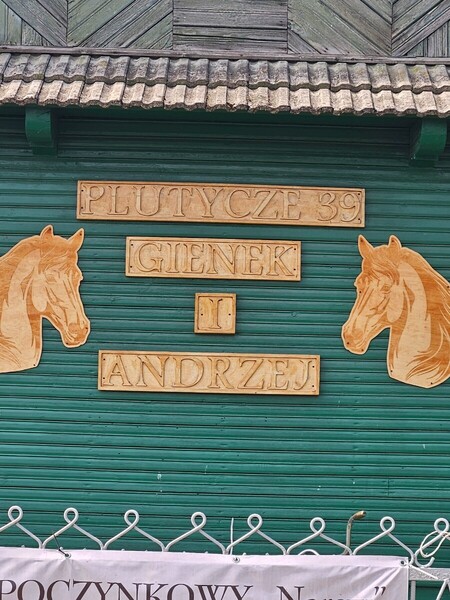 PLUTYCZE 39
GIENEK
I
ANDRZEJ
POCZYNKOWY